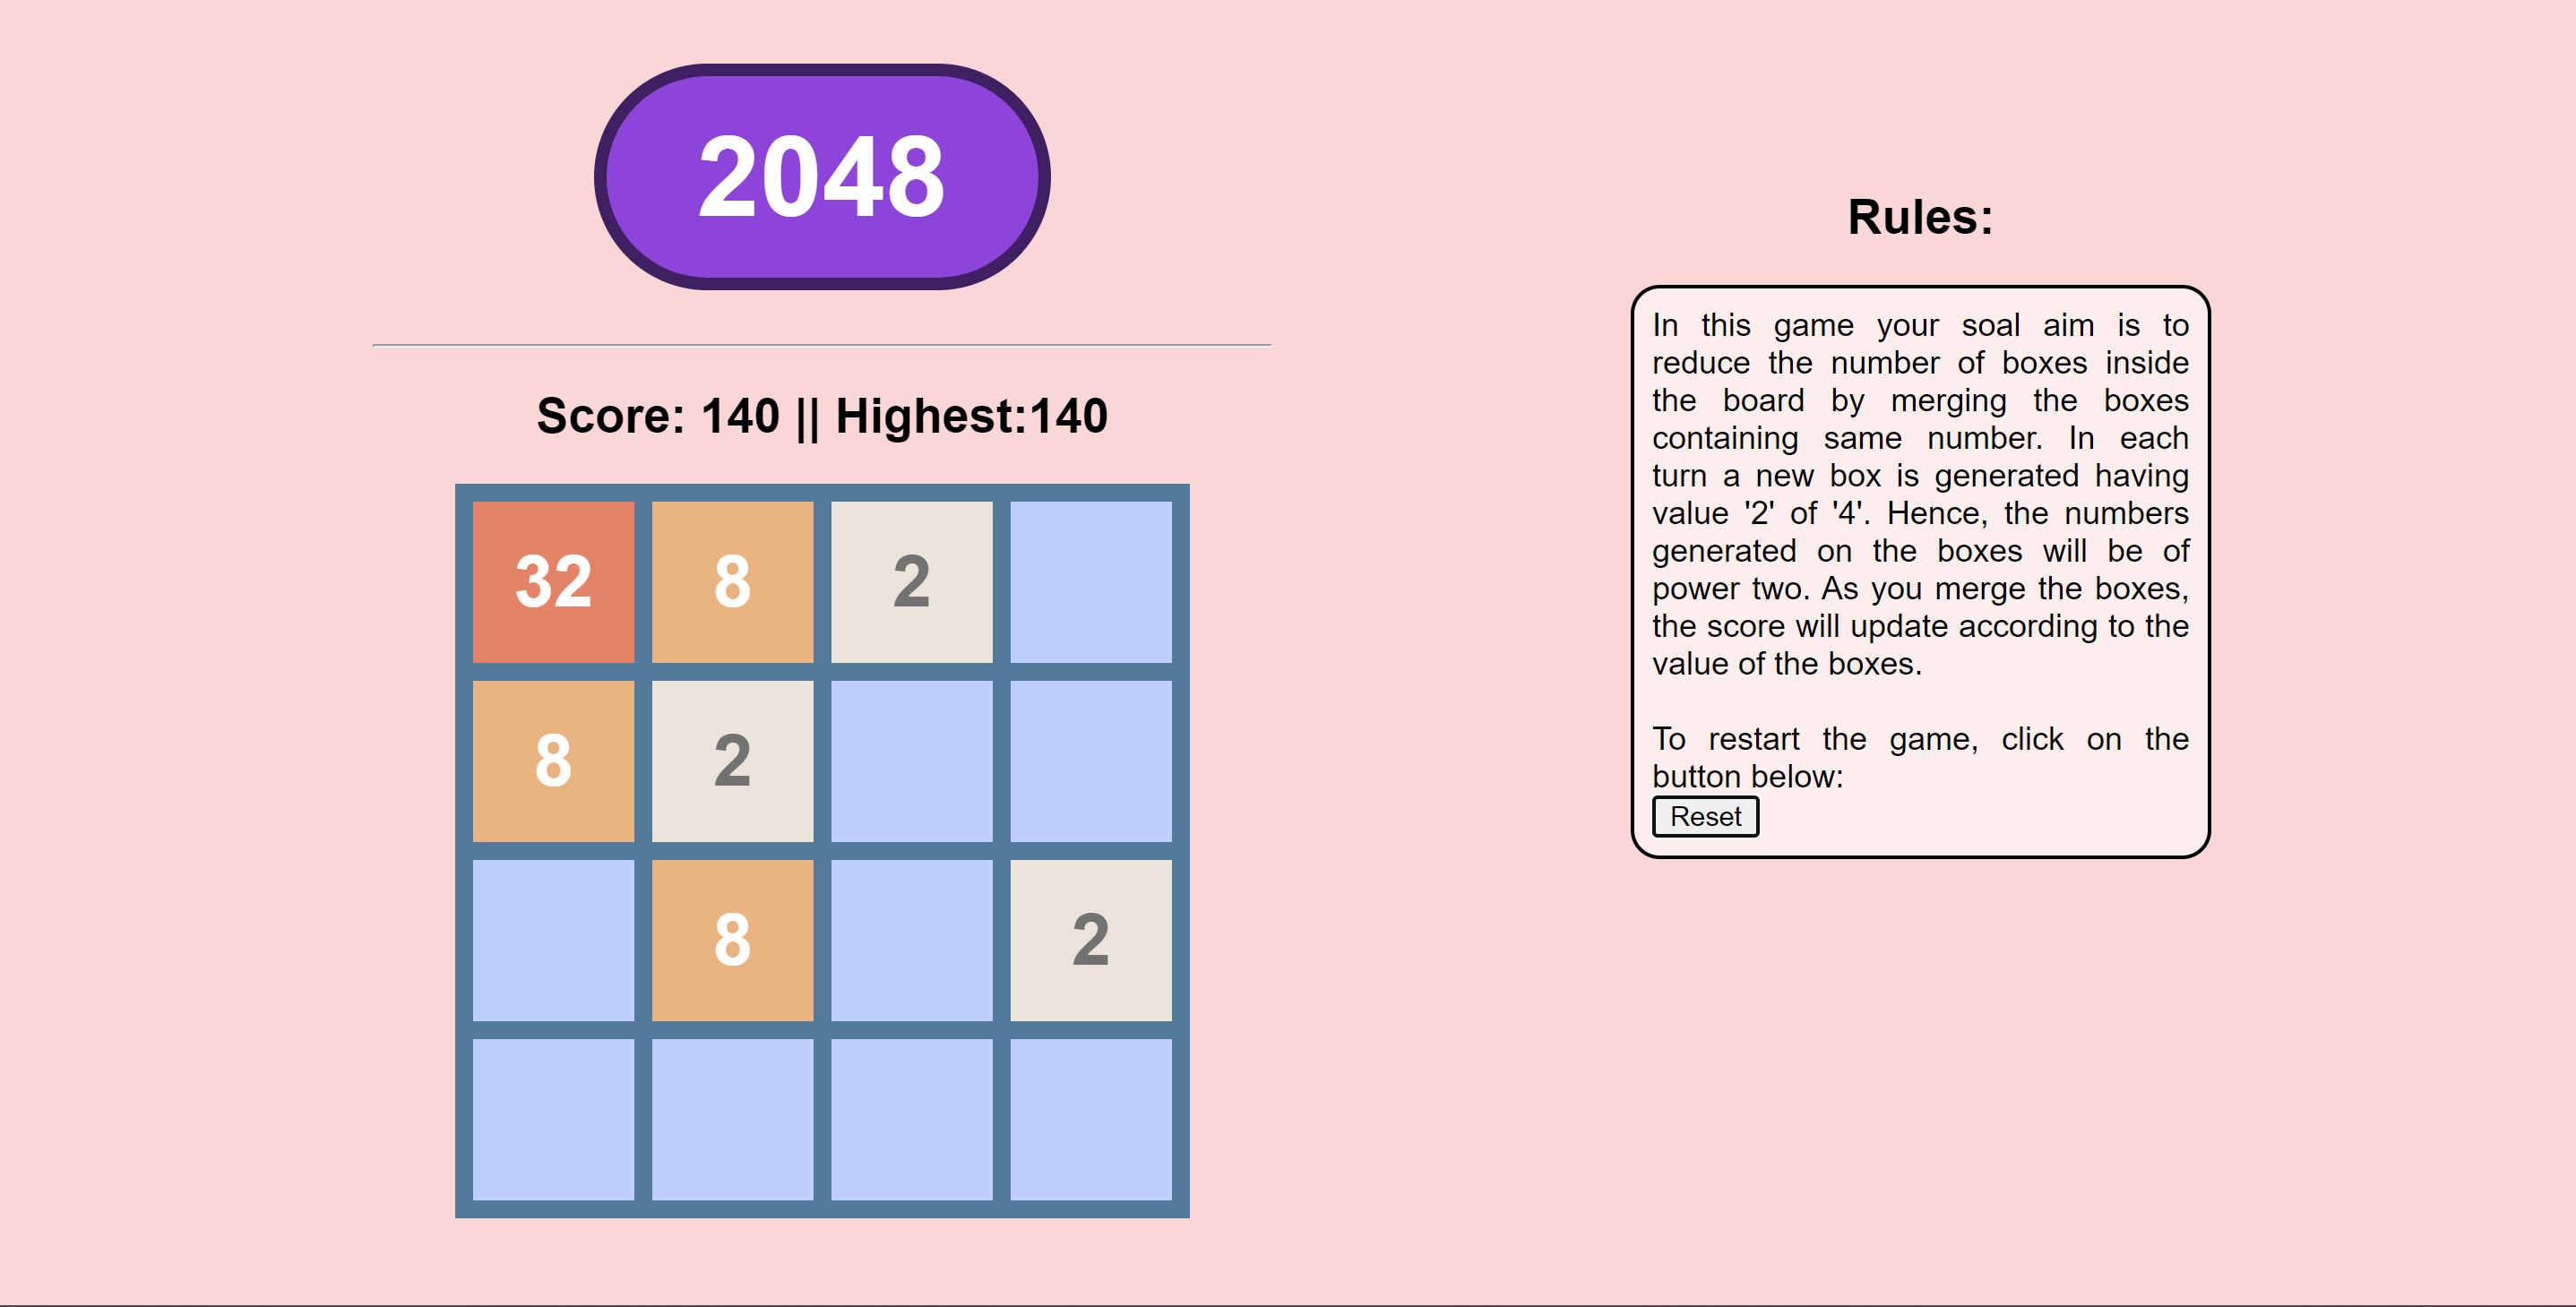 2048
Score: 140 || Highest:140
32 8 2
8 2
8 2
Rules:
In this game your soal aim is to
reduce the number of boxes inside
the board by merging the boxes
containing same number. In each
turn a new box is generated having
value '2' of '4'. Hence, the numbers
generated on the boxes will be of
power two. As you merge the boxes,
the score will update according to the
value of the boxes.
To restart the game, click on the
button below:
Reset